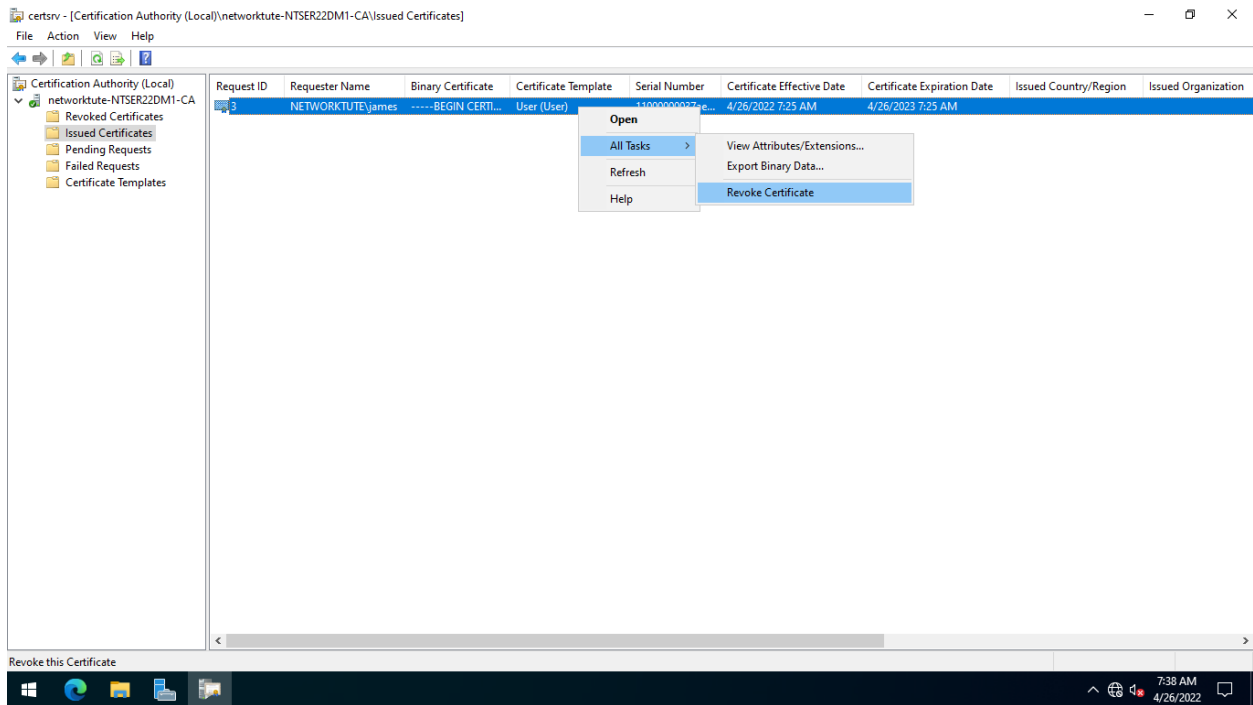 certsrv - [Certification Authority (Local)\networktute-NTSER22DM1-CA\Issued Certificates]
File Action View Help
Certification Authority (Local)
networktute-NTSER22DM1-CA
Revoked Certificates
Issued Certificates
Pending Requests
Failed Requests
Certificate Templates
Request ID Requester Name Binary Certificate Certificate Template Serial Number Certificate Effective Date Certificate Expiration Date Issued Country/Region Issued Organization
3 NETWORKTUTE\james -----BEGIN CERTI... User (User) 4/26/2022 7:25 AM 4/26/2023 7:25 AM
Open
All Tasks
Refresh
Help
View Attributes/Extensions...
Export Binary Data...
Revoke Certificate
Revoke this Certificate
7:38 AM
4/26/2022